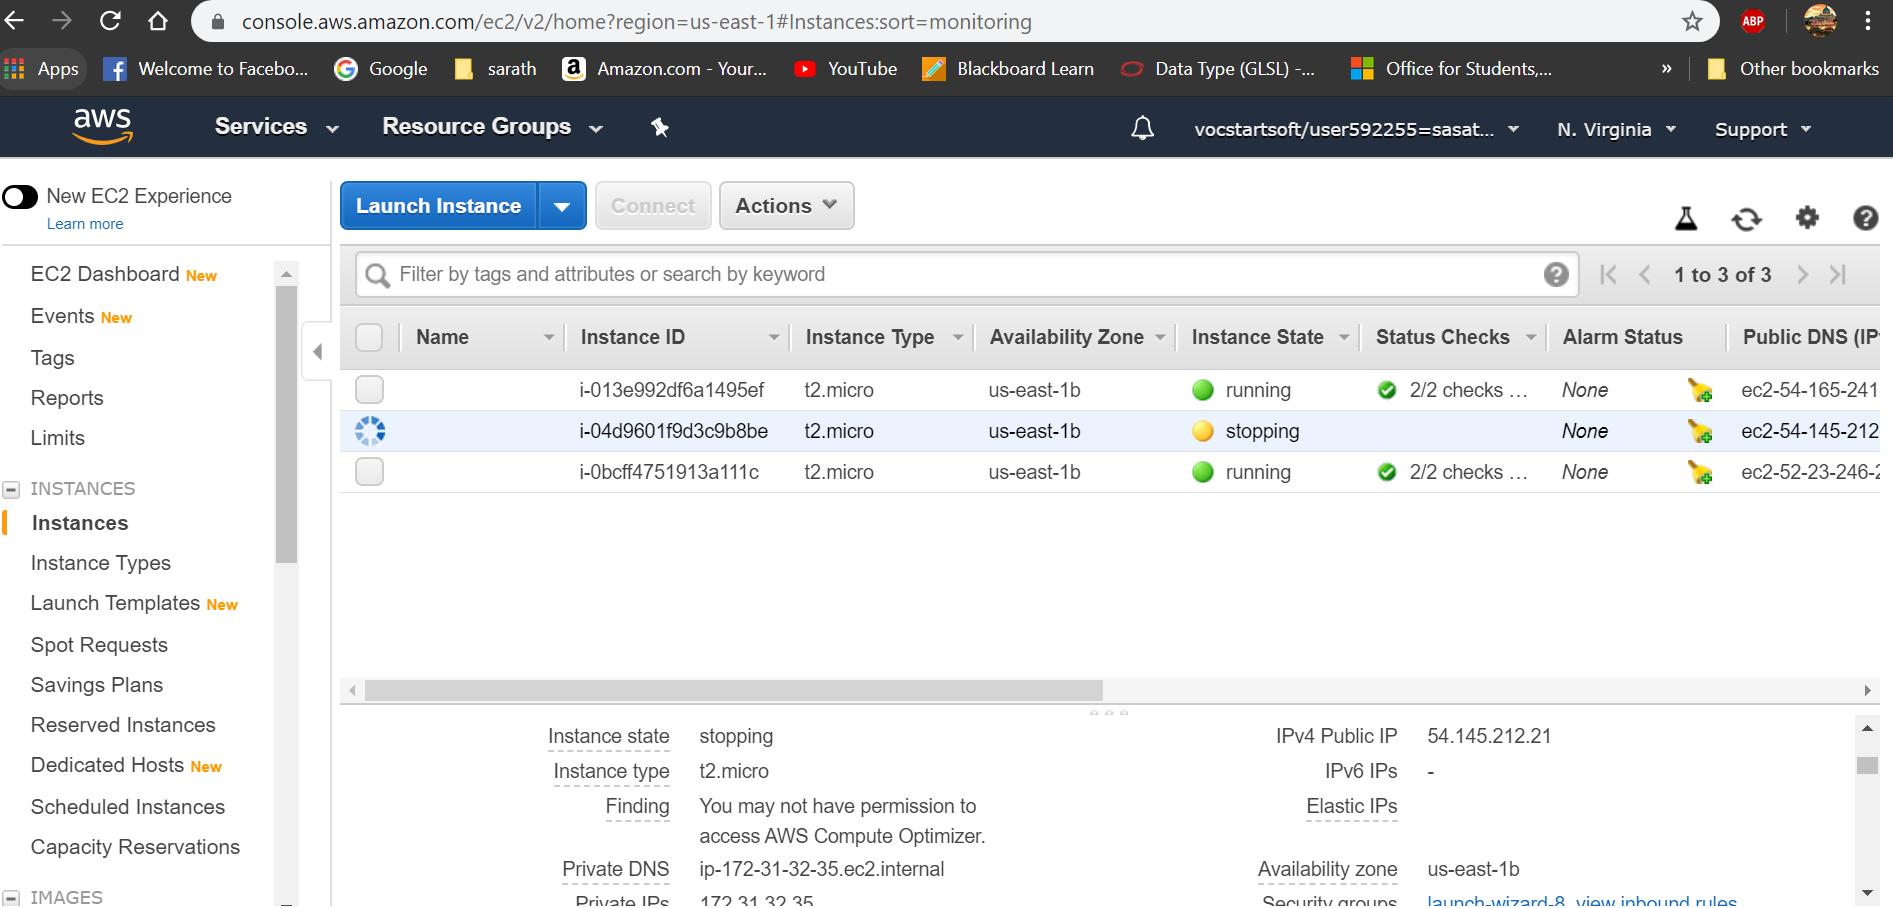 console.aws.amazon.com/ec2/v2/home?region=us-east-1#Instances:sort=monitoring
ABP
Apps
Welcome to Facebo...
Google
sarath
Amazon.com - Your...
YouTube
Blackboard Learn
Data Type (GLSL) -...
Office for Students,...
»
Other bookmarks
aws
Services
Resource Groups
vocstartsoft/user592255=sasat...
N. Virginia
Support
New EC2 Experience
Learn more
Launch Instance
Connect
Actions
EC2 Dashboard New
Events New
Tags
Reports
Limits
INSTANCES
Instances
Instance Types
Launch Templates New
Spot Requests
Savings Plans
Reserved Instances
Dedicated Hosts New
Scheduled Instances
Capacity Reservations
IMAGES
Filter by tags and attributes or search by keyword
1 to 3 of 3
Name Instance ID Instance Type Availability Zone Instance State Status Checks Alarm Status Public DNS (IP
i-013e992df6a1495ef t2.micro us-east-1b running 2/2 checks ... None ec2-54-165-241
i-04d9601f9d3c9b8be t2.micro us-east-1b stopping None ec2-54-145-212
i-0bcff4751913a111c t2.micro us-east-1b running 2/2 checks ... None ec2-52-23-246-2
Instance state stopping
Instance type t2.micro
Finding You may not have permission to
access AWS Compute Optimizer.
Private DNS ip-172-31-32-35.ec2.internal
Private IPs 172.31.32.35
IPv4 Public IP 54.145.212.21
IPv6 IPs -
Elastic IPs
Availability zone us-east-1b
Security groups launch-wizard-8. view inbound rules